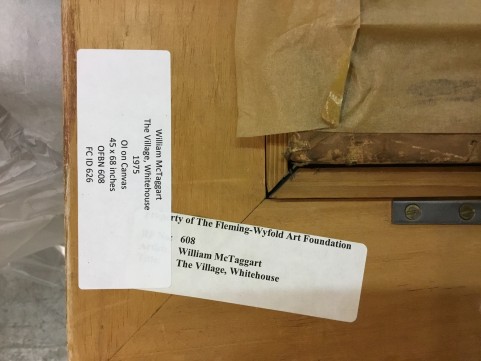 William McTaggart
The Village, Whitehouse
1975
Ol on Canvas
45 x 68 inches
OFBN 608
FC ID 626
rty of The Fleming-Wyfold Art Foundation
608
William McTaggart
The Village, Whitehouse